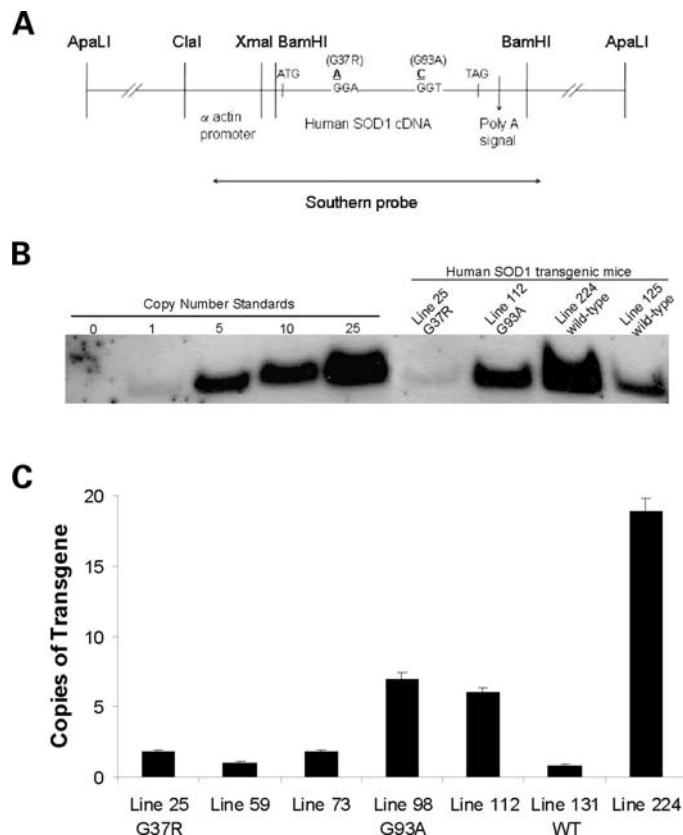 A
ApaLI ClaI XmaI BamHI BamHI ApaLI
(G37R) (G93A)
ATG A C TAG
GGA GGT
α actin promoter Human SOD1 cDNA Poly A signal
Southern probe
B
Human SOD1 transgenic mice
Copy Number Standards
0 1 5 10 25
Line 25 G37R
Line 112 G93A
Line 224 wild-type
Line 125 wild-type
C
Copies of Transgene
20
15
10
5
0
Line 25 Line 59 Line 73 Line 98 Line 112 Line 131 Line 224
G37R G93A WT